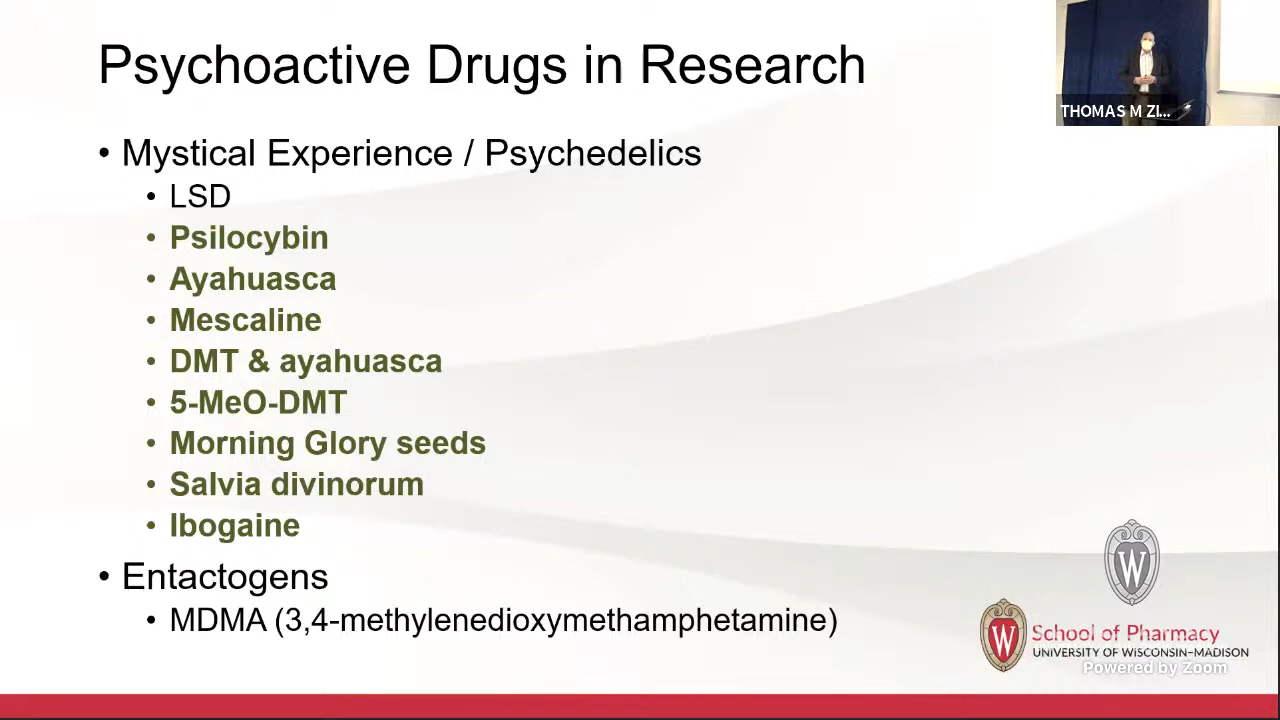 Psychoactive Drugs in Research
THOMAS M ZI...
• Mystical Experience / Psychedelics
• LSD
• Psilocybin
• Ayahuasca
• Mescaline
• DMT & ayahuasca
• 5-MeO-DMT
• Morning Glory seeds
• Salvia divinorum
• Ibogaine
• Entactogens
• MDMA (3,4-methylenedioxymethamphetamine)
W
W
School of Pharmacy
UNIVERSITY OF WISCONSIN–MADISON
Powered by Zoom